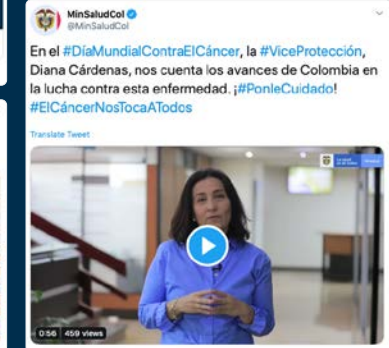 MinSaludCol
@MinSaludCol
En el #DíaMundialContraElCáncer, la #ViceProtección,
Diana Cárdenas, nos cuenta los avances de Colombia en
la lucha contra esta enfermedad. ¡#PonleCuidado!
#ElCáncerNosTocaATodos
Translate Tweet
0:56 459 views